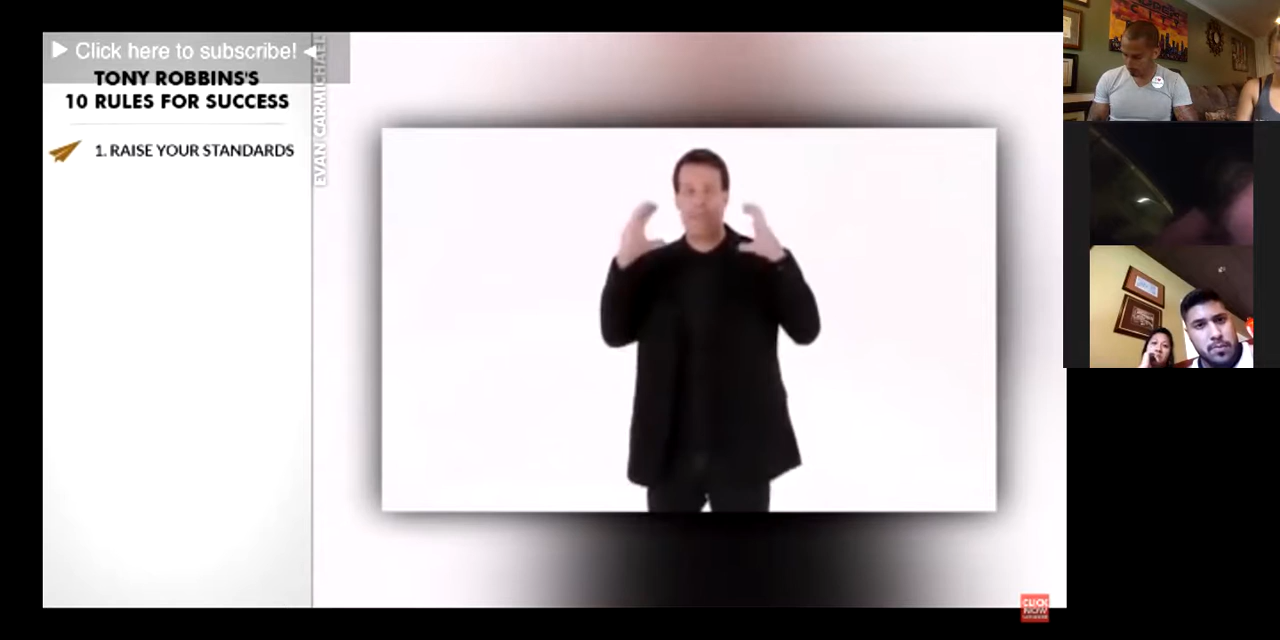 Click here to subscribe!
TONY ROBBINS'S
10 RULES FOR SUCCESS
1. RAISE YOUR STANDARDS
EVAN CARMICHAEL
CLICK
NOW